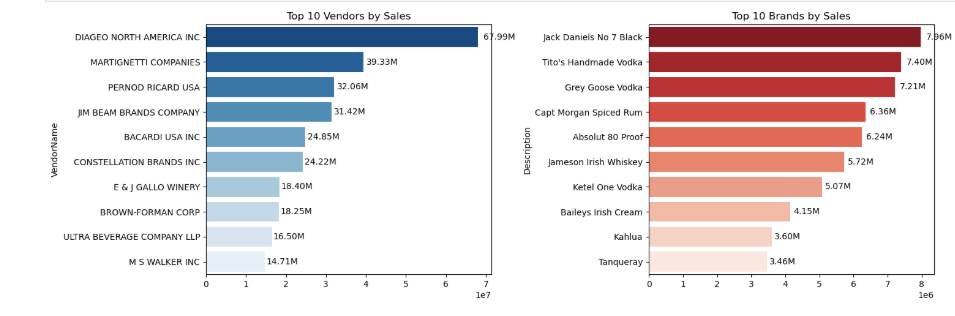 Top 10 Vendors by Sales
VendorName
DIAGEO NORTH AMERICA INC 67.99M
MARTIGNETTI COMPANIES 39.33M
PERNOD RICARD USA 32.06M
JIM BEAM BRANDS COMPANY 31.42M
BACARDI USA INC 24.85M
CONSTELLATION BRANDS INC 24.22M
E & J GALLO WINERY 18.40M
BROWN-FORMAN CORP 18.25M
ULTRA BEVERAGE COMPANY LLP 16.50M
M S WALKER INC 14.71M
0 1 2 3 4 5 6 7
1e7
Top 10 Brands by Sales
Description
Jack Daniels No 7 Black 7.96M
Tito's Handmade Vodka 7.40M
Grey Goose Vodka 7.21M
Capt Morgan Spiced Rum 6.36M
Absolut 80 Proof 6.24M
Jameson Irish Whiskey 5.72M
Ketel One Vodka 5.07M
Baileys Irish Cream 4.15M
Kahlua 3.60M
Tanqueray 3.46M
0 1 2 3 4 5 6 7 8
1e6